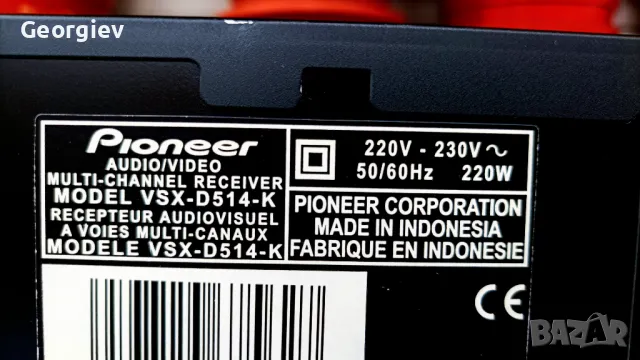 Georgiev
Pioneer
AUDIO/VIDEO
MULTI-CHANNEL RECEIVER
MODEL VSX-D514-K
RECEPTEUR AUDIOVISUEL
A VOIES MULTI-CANAUX
MODELE VSX-D514-K
220V - 230V ~
50/60Hz 220W
PIONEER CORPORATION
MADE IN INDONESIA
FABRIQUE EN INDONESIE
CE
BAZAR